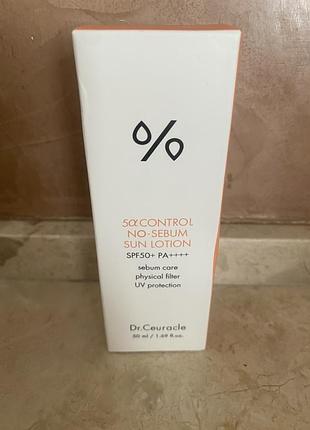 %
5α CONTROL
NO-SEBUM
SUN LOTION
SPF50+ PA++++
sebum care
physical filter
UV protection
Dr.Ceuracle
50 ml / 1.69 fl.oz.